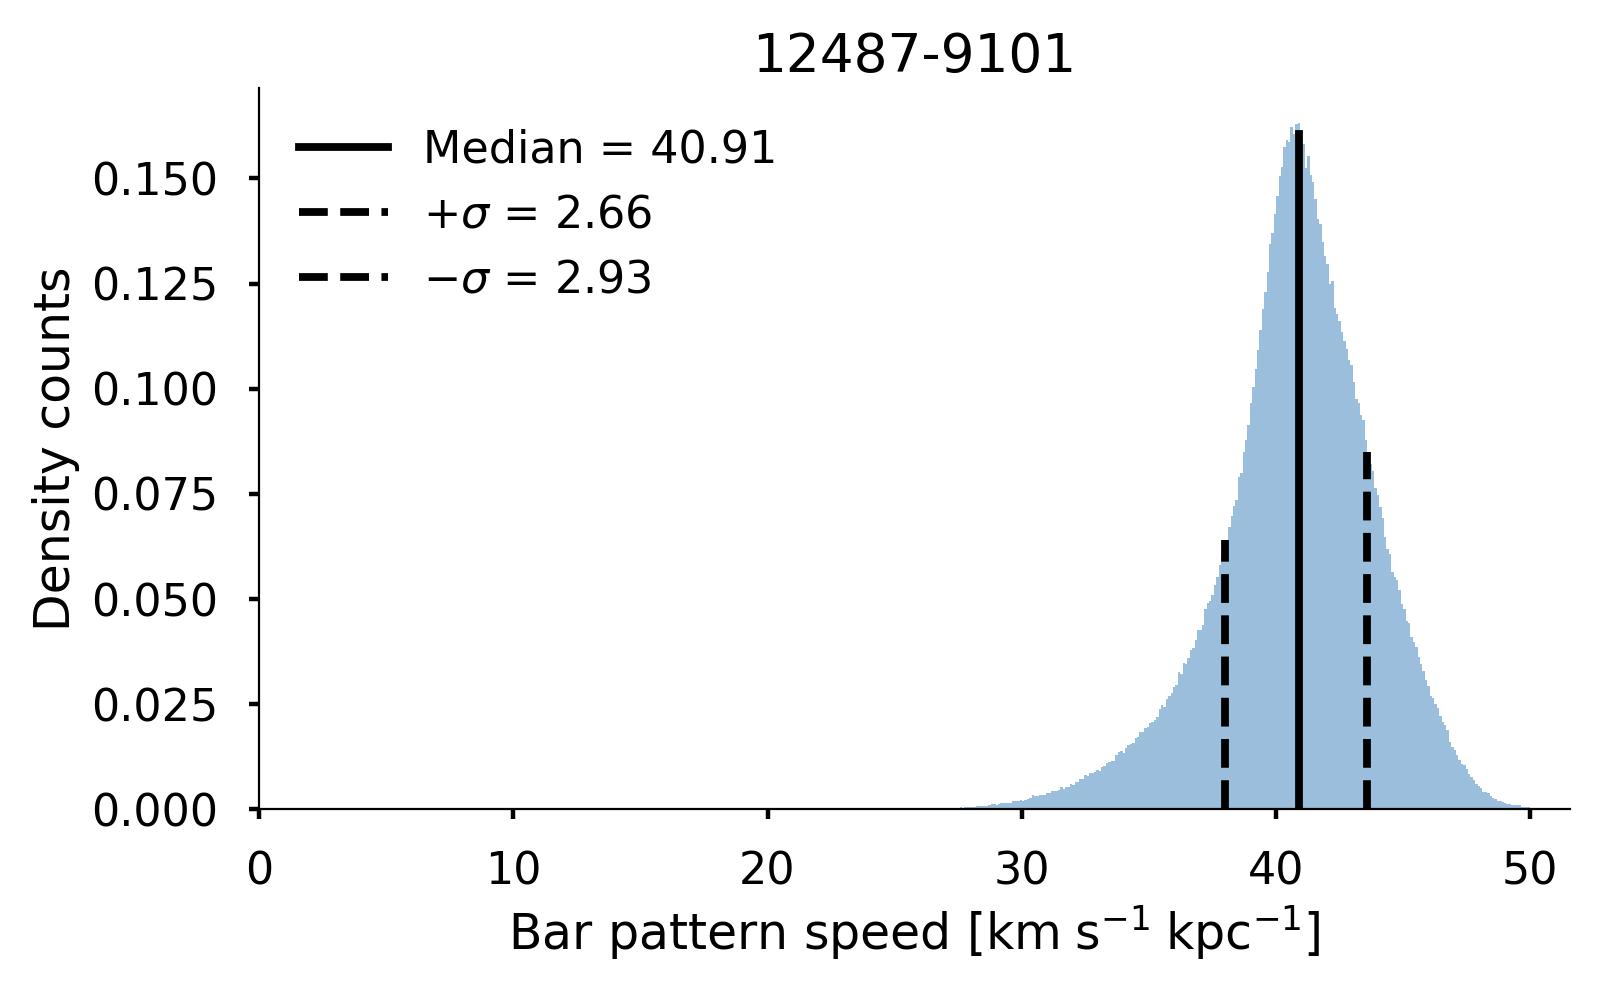 12487-9101
Median = 40.91
+σ = 2.66
−σ = 2.93
Density counts
0.150
0.125
0.100
0.075
0.050
0.025
0.000
0 10 20 30 40 50
Bar pattern speed [km s⁻¹ kpc⁻¹]